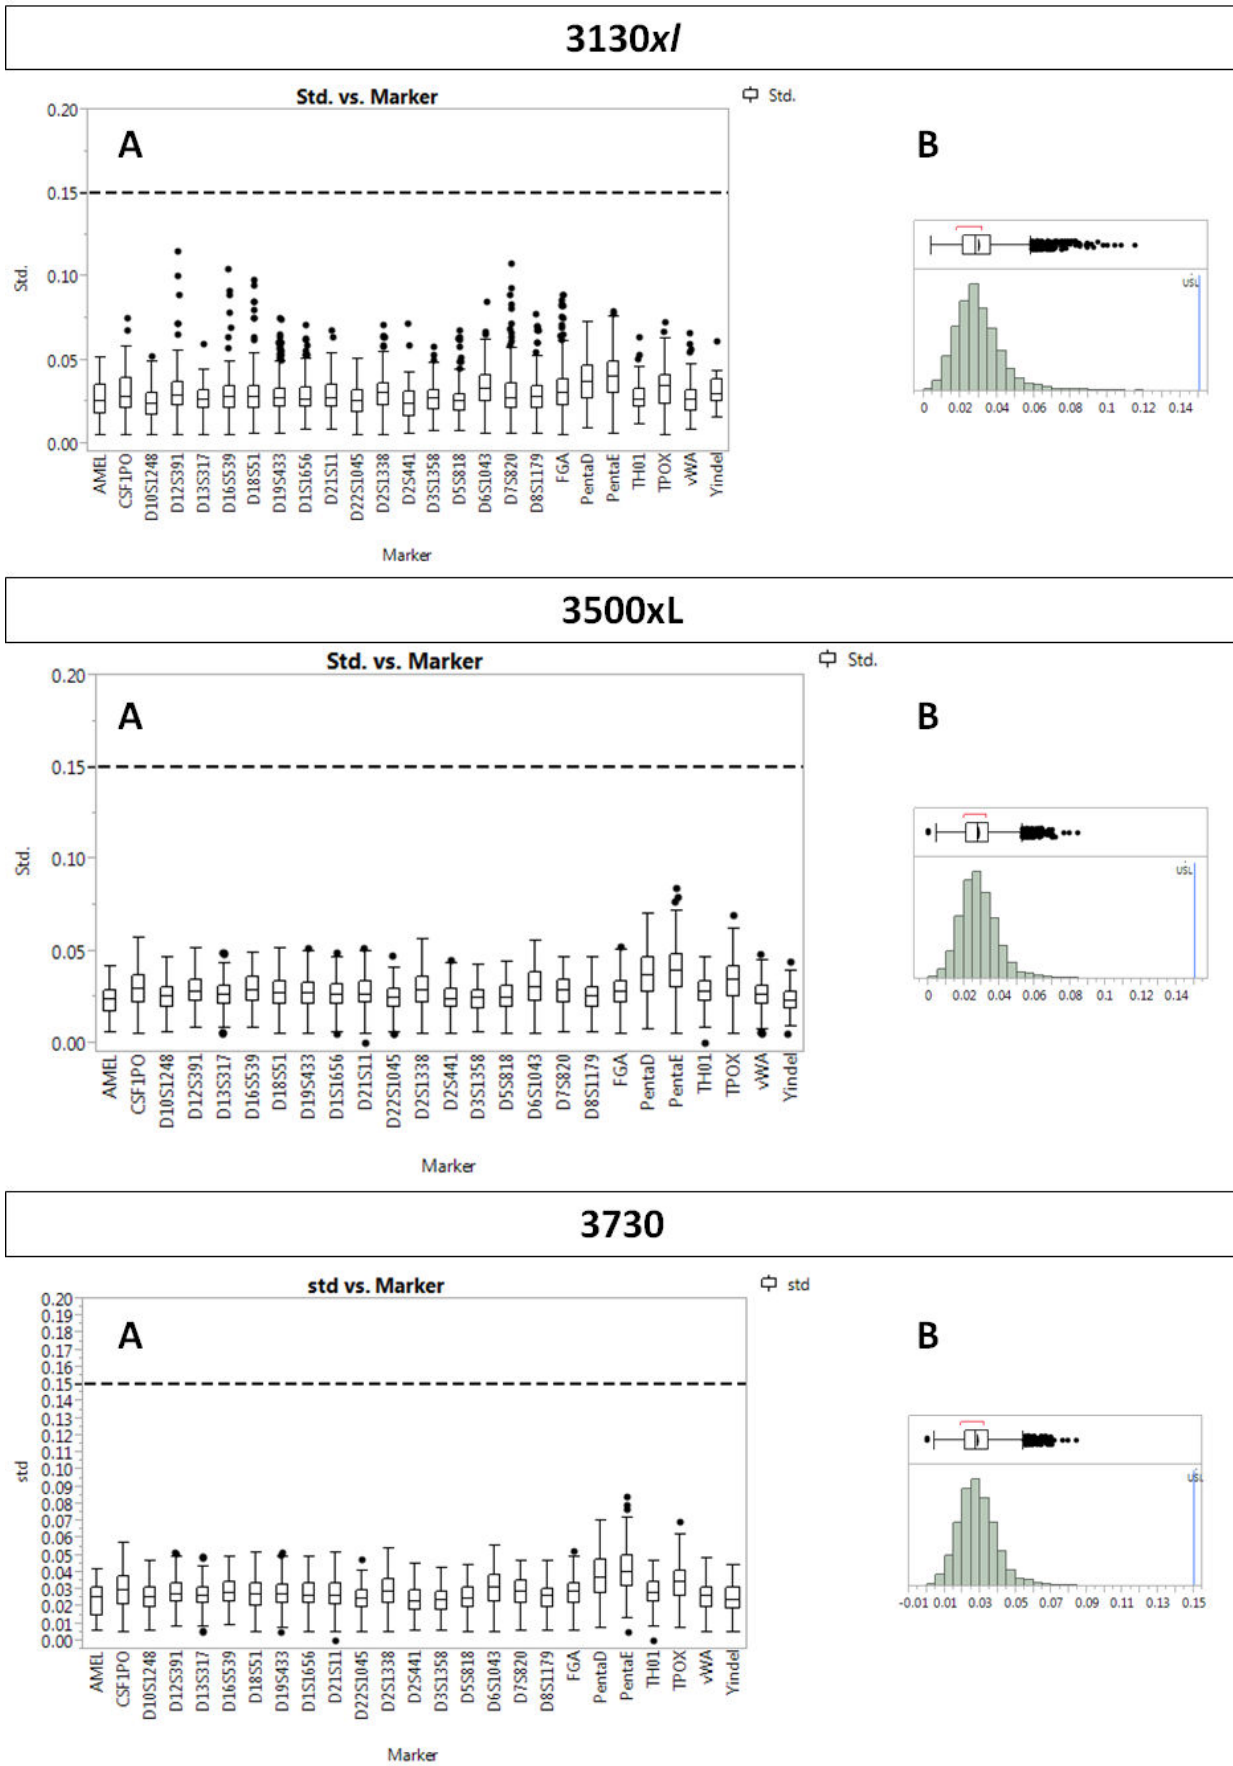 3130xl
Std. vs. Marker
Std.
A
B
0.20
0.15
0.10
0.05
0.00
Std.
AMEL
CSF1PO
D10S1248
D12S391
D13S317
D16S539
D18S51
D19S433
D1S1656
D21S11
D22S1045
D2S1338
D2S441
D3S1358
D5S818
D6S1043
D7S820
D8S1179
FGA
PentaD
PentaE
TH01
TPOX
vWA
Yindel
Marker
USL
0 0.02 0.04 0.06 0.08 0.1 0.12 0.14
3500xL
Std. vs. Marker
Std.
A
B
0.20
0.15
0.10
0.05
0.00
Std.
AMEL
CSF1PO
D10S1248
D12S391
D13S317
D16S539
D18S51
D19S433
D1S1656
D21S11
D22S1045
D2S1338
D2S441
D3S1358
D5S818
D6S1043
D7S820
D8S1179
FGA
PentaD
PentaE
TH01
TPOX
vWA
Yindel
Marker
USL
0 0.02 0.04 0.06 0.08 0.1 0.12 0.14
3730
std vs. Marker
std
A
B
0.20
0.19
0.18
0.17
0.16
0.15
0.14
0.13
0.12
0.11
0.10
0.09
0.08
0.07
0.06
0.05
0.04
0.03
0.02
0.01
0.00
std
AMEL
CSF1PO
D10S1248
D12S391
D13S317
D16S539
D18S51
D19S433
D1S1656
D21S11
D22S1045
D2S1338
D2S441
D3S1358
D5S818
D6S1043
D7S820
D8S1179
FGA
PentaD
PentaE
TH01
TPOX
vWA
Yindel
Marker
USL
-0.01 0.01 0.03 0.05 0.07 0.09 0.11 0.13 0.15